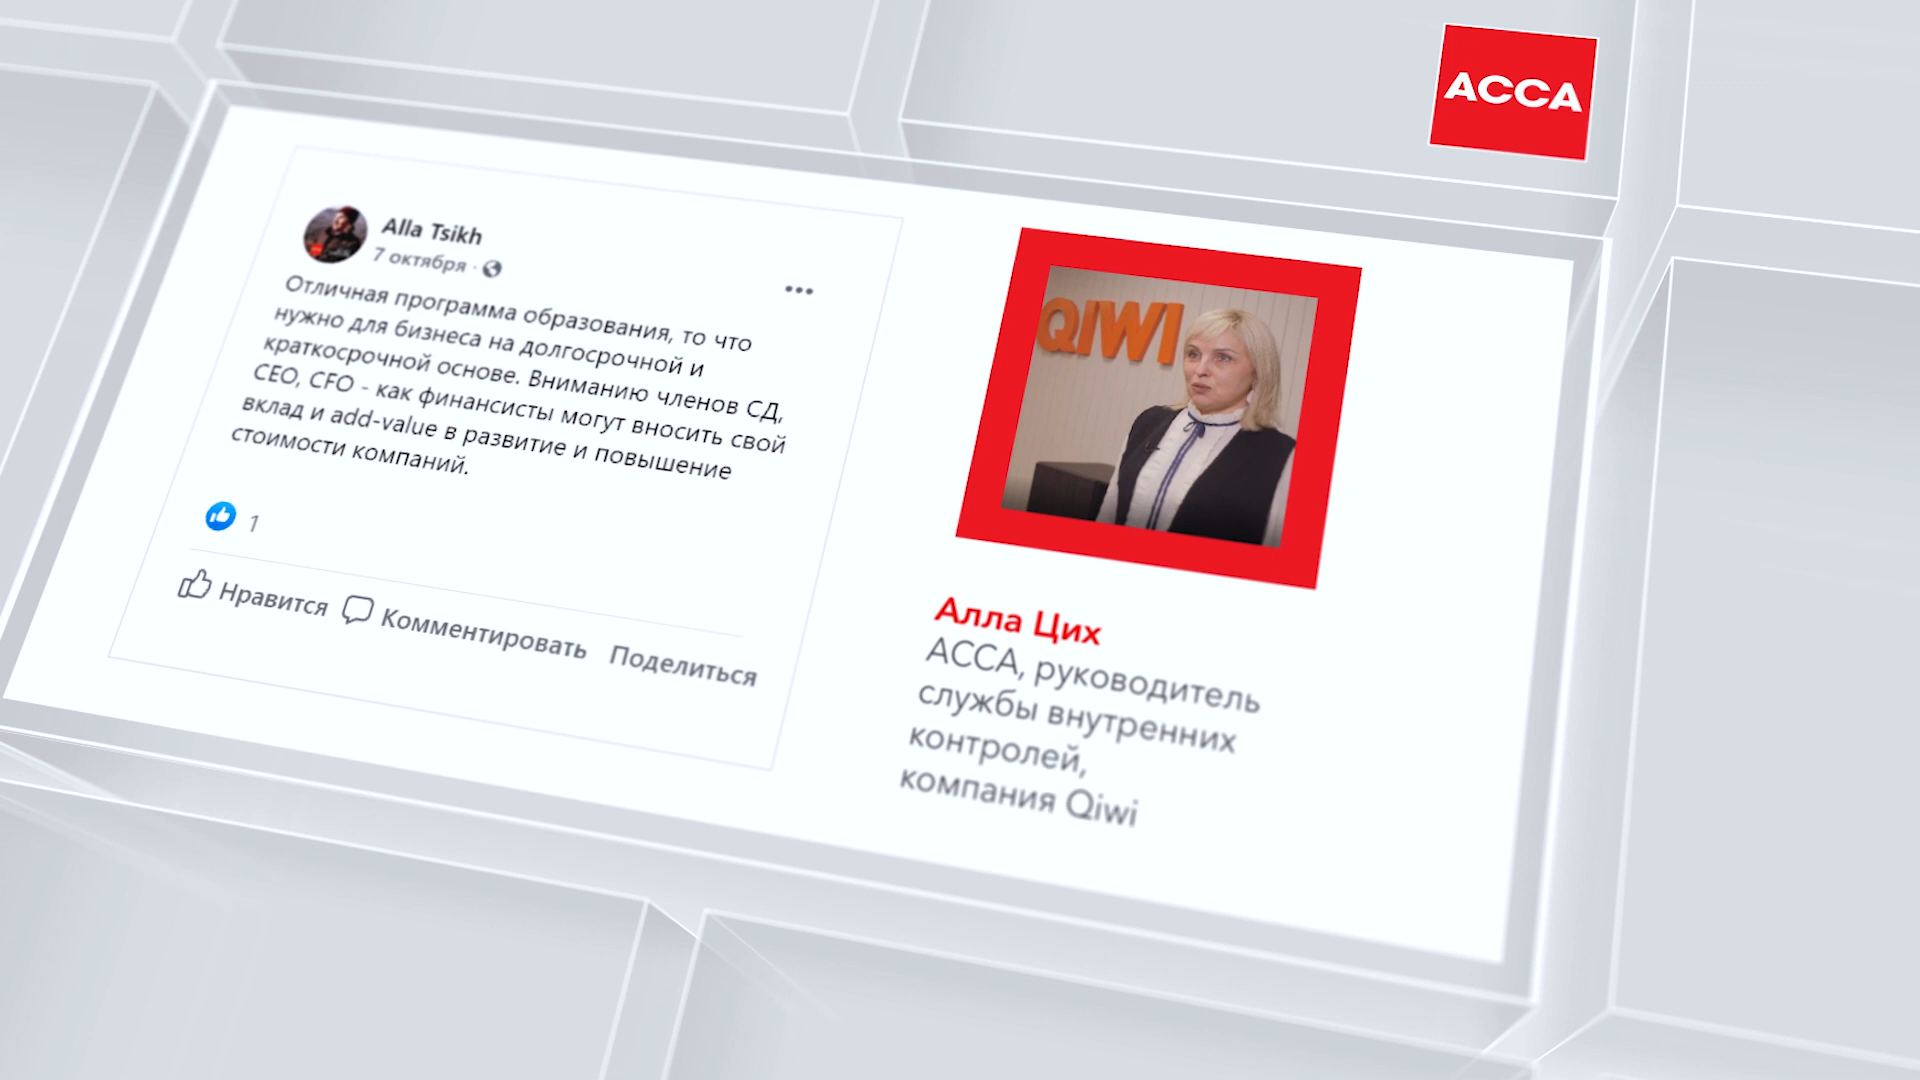 ACCA
Alla Tsikh
7 октября ·
Отличная программа образования, то что
нужно для бизнеса на долгосрочной и
краткосрочной основе. Вниманию членов СД,
CEO, CFO - как финансисты могут вносить свой
вклад и add-value в развитие и повышение
стоимости компаний.
1
Нравится Комментировать Поделиться
QIWI
Алла Цих
АССА, руководитель
службы внутренних
контролей,
компания Qiwi